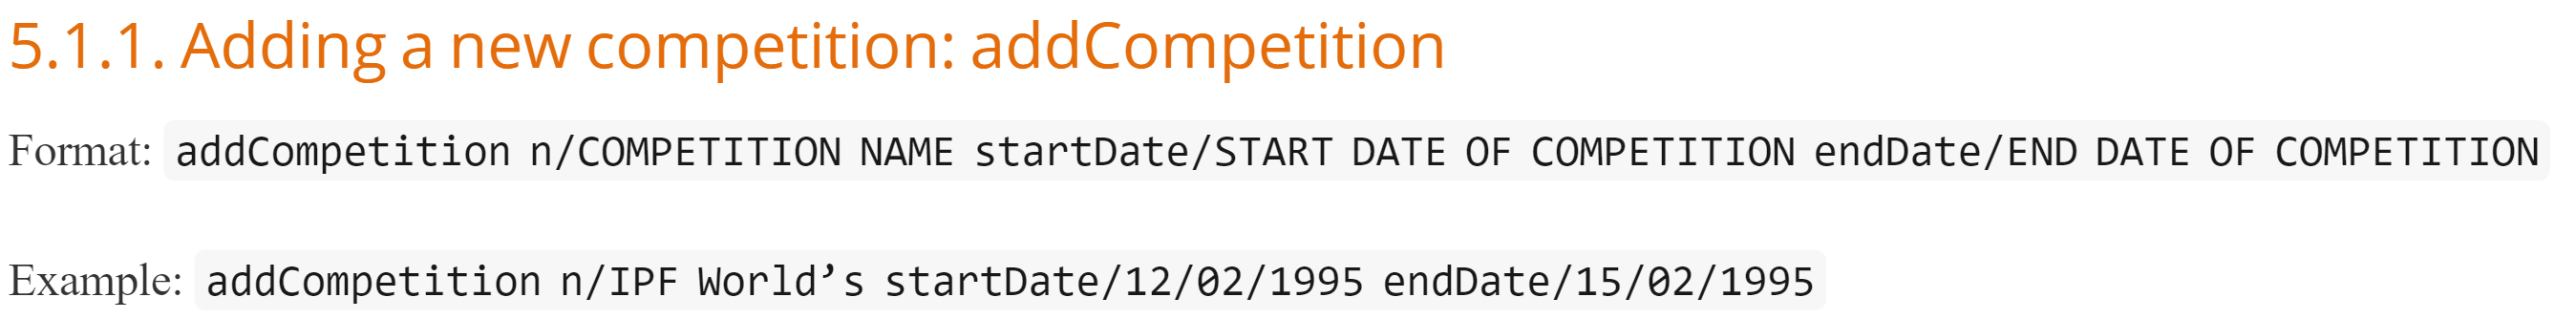 5.1.1. Adding a new competition: addCompetition
Format: addCompetition n/COMPETITION NAME startDate/START DATE OF COMPETITION endDate/END DATE OF COMPETITION
Example: addCompetition n/IPF World’s startDate/12/02/1995 endDate/15/02/1995